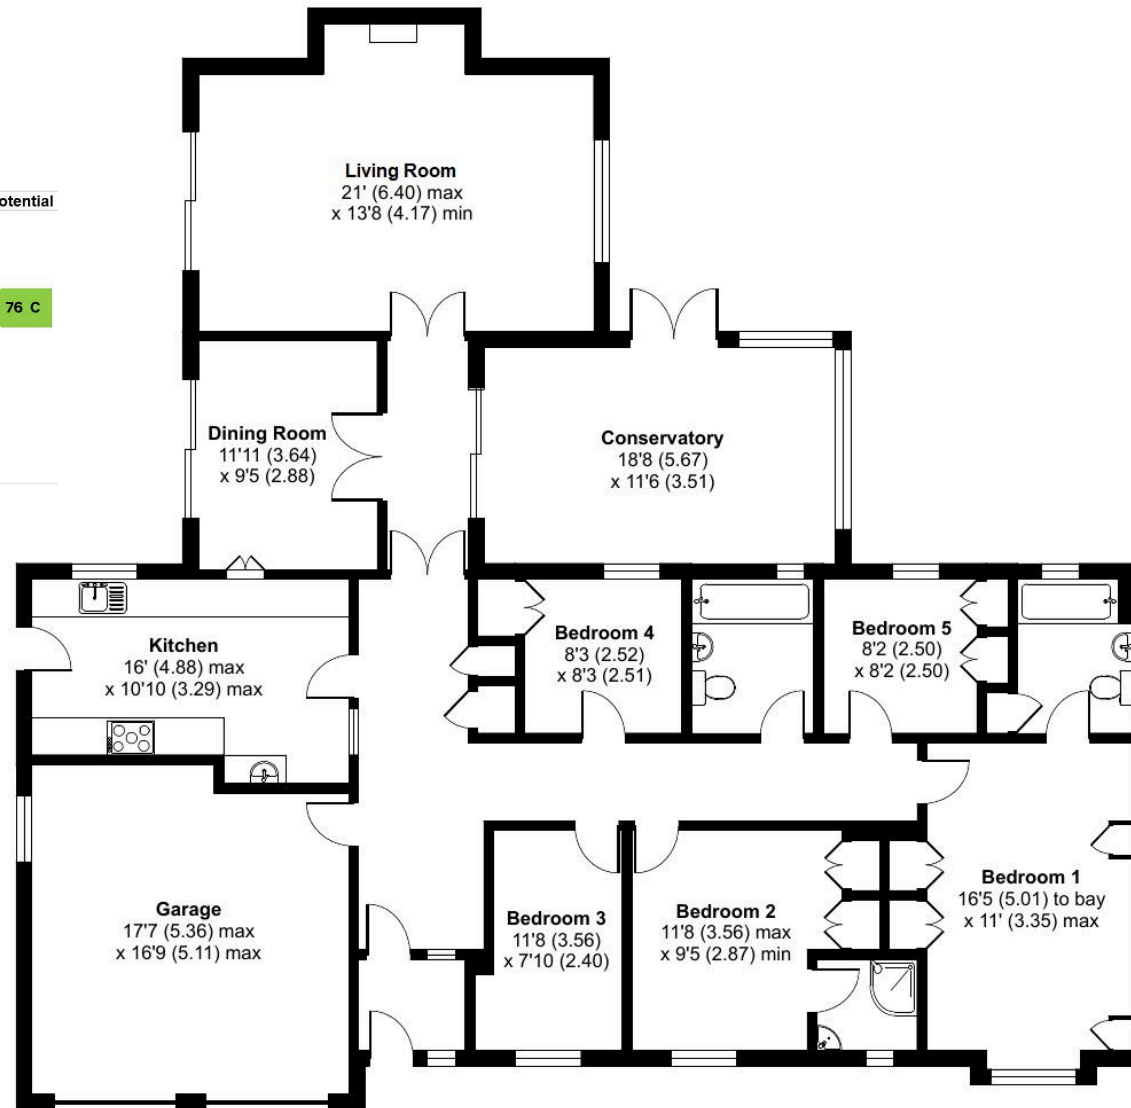 otential
76 C
Living Room
21' (6.40) max
x 13'8 (4.17) min
Dining Room
11'11 (3.64)
x 9'5 (2.88)
Conservatory
18'8 (5.67)
x 11'6 (3.51)
Kitchen
16' (4.88) max
x 10'10 (3.29) max
Bedroom 4
8'3 (2.52)
x 8'3 (2.51)
Bedroom 5
8'2 (2.50)
x 8'2 (2.50)
Garage
17'7 (5.36) max
x 16'9 (5.11) max
Bedroom 3
11'8 (3.56)
x 7'10 (2.40)
Bedroom 2
11'8 (3.56) max
x 9'5 (2.87) min
Bedroom 1
16'5 (5.01) to bay
x 11' (3.35) max